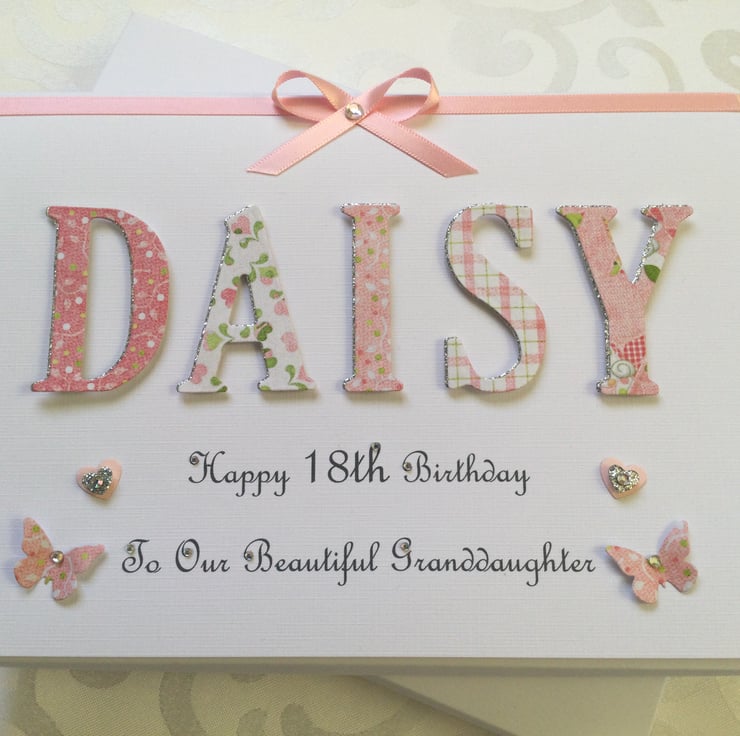 DAISY
Happy 18th Birthday
To Our Beautiful Granddaughter